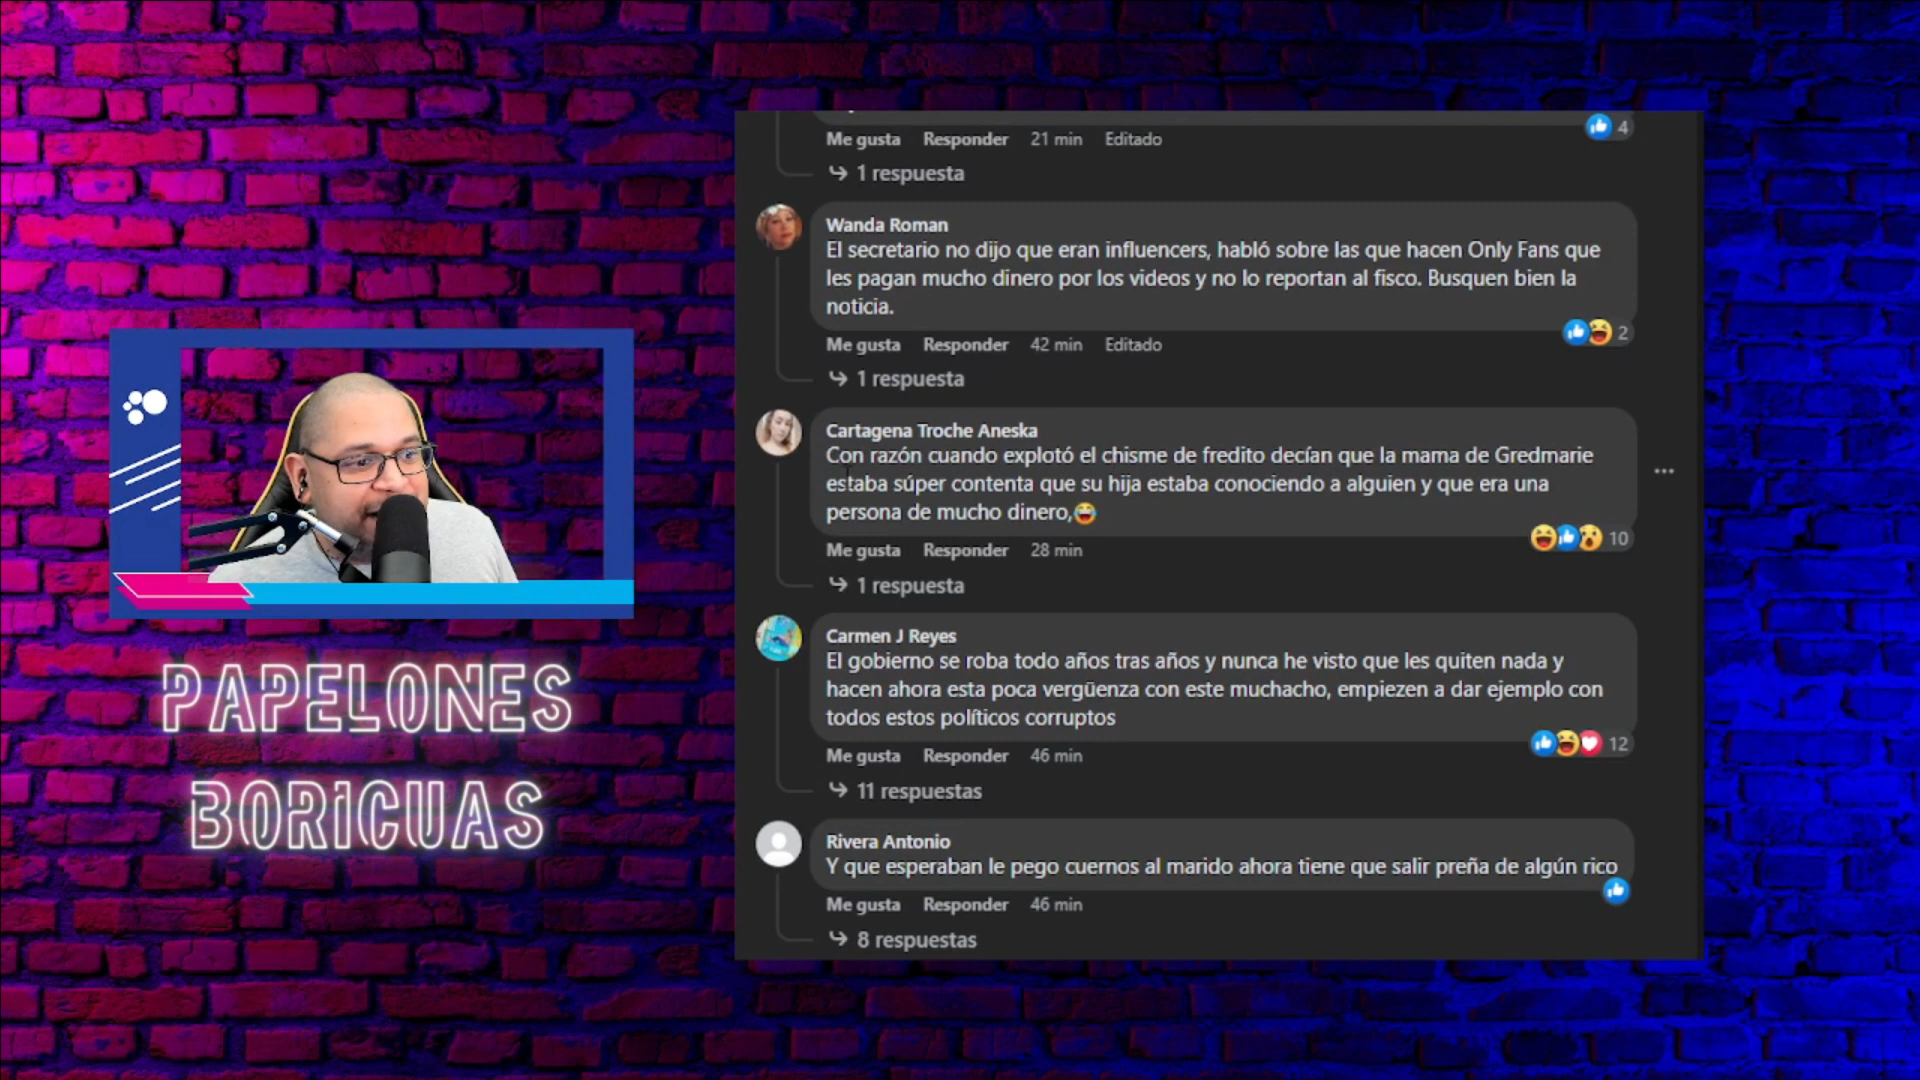 Me gusta Responder 21 min Editado
4
1 respuesta
Wanda Roman
El secretario no dijo que eran influencers, habló sobre las que hacen Only Fans que
les pagan mucho dinero por los videos y no lo reportan al fisco. Busquen bien la
noticia.
Me gusta Responder 42 min Editado
2
1 respuesta
Cartagena Troche Aneska
Con razón cuando explotó el chisme de fredito decían que la mama de Gredmarie
estaba súper contenta que su hija estaba conociendo a alguien y que era una
persona de mucho dinero,😂
Me gusta Responder 28 min
10
1 respuesta
Carmen J Reyes
El gobierno se roba todo años tras años y nunca he visto que les quiten nada y
hacen ahora esta poca vergüenza con este muchacho, empiezen a dar ejemplo con
todos estos políticos corruptos
Me gusta Responder 46 min
12
11 respuestas
Rivera Antonio
Y que esperaban le pego cuernos al marido ahora tiene que salir preña de algún rico
Me gusta Responder 46 min
8 respuestas
PAPELONES
BORICUAS